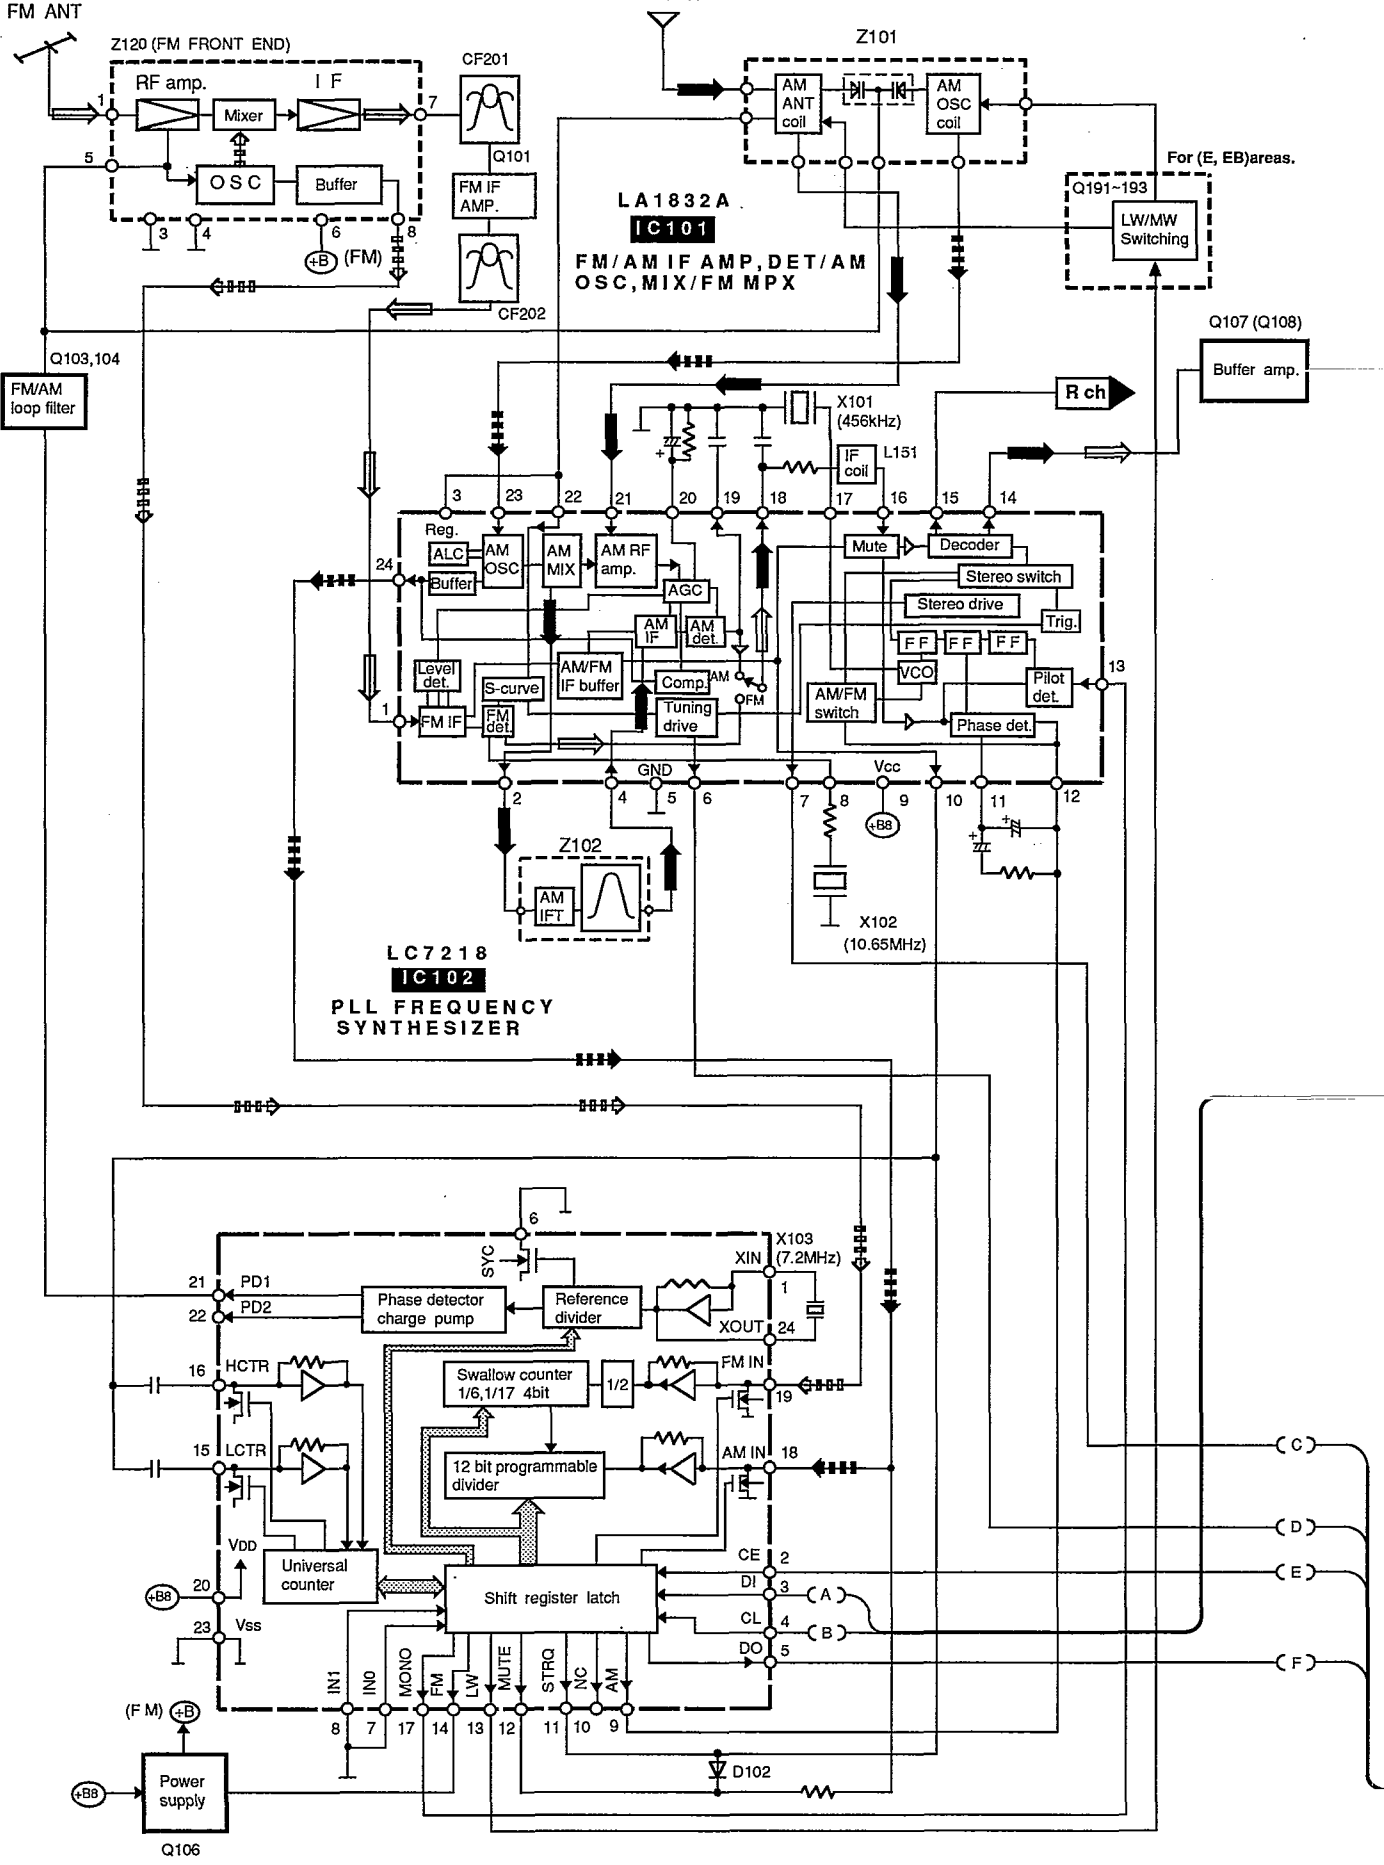 FM ANT
Z120 (FM FRONT END)
RF amp.
I F
Mixer
O S C
Buffer
1
7
5
3
4
6
8
+B
(FM)
CF201
Q101
FM IF
AMP.
CF202
Z101
AM
ANT
coil
AM
OSC
coil
For (E, EB)areas.
Q191~193
LW/MW
Switching
LA1832A
IC101
FM/AM IF AMP, DET/AM
OSC, MIX/FM MPX
Q107 (Q108)
Buffer amp.
R ch
Q103,104
FM/AM
loop filter
X101
(456kHz)
IF
coil
L151
3
23
22
21
20
19
18
17
16
15
14
Reg.
ALC
AM
OSC
AM
MIX
AM RF
amp.
Mute
Decoder
24
Buffer
AGC
Stereo switch
Stereo drive
Trig.
AM
IF
AM
det.
F F
F F
F F
Level
det.
S-curve
AM/FM
IF buffer
Comp.
AM
FM
VCO
Pilot
det.
13
AM/FM
switch
1
FM IF
FM
det.
Tuning
drive
Phase det.
GND
Vcc
2
4
5
6
7
8
9
10
11
12
+B8
+
+
+
Z102
AM
IFT
X102
(10.65MHz)
LC7218
IC102
PLL FREQUENCY
SYNTHESIZER
6
SYC
X103
(7.2MHz)
XIN
1
21
PD1
Phase detector
charge pump
Reference
divider
22
PD2
XOUT
24
16
HCTR
Swallow counter
1/6,1/17 4bit
1/2
FM IN
19
15
LCTR
12 bit programmable
divider
AM IN
18
VDD
Universal
counter
Shift register latch
CE
2
DI
3
A
CL
4
B
DO
5
C
D
E
F
+B8
20
23
Vss
IN1
IN0
MONO
FM
LW
MUTE
STRQ
NC
AM
8
7
17
14
13
12
11
10
9
(F M)
+B
D102
+B8
Power
supply
Q106